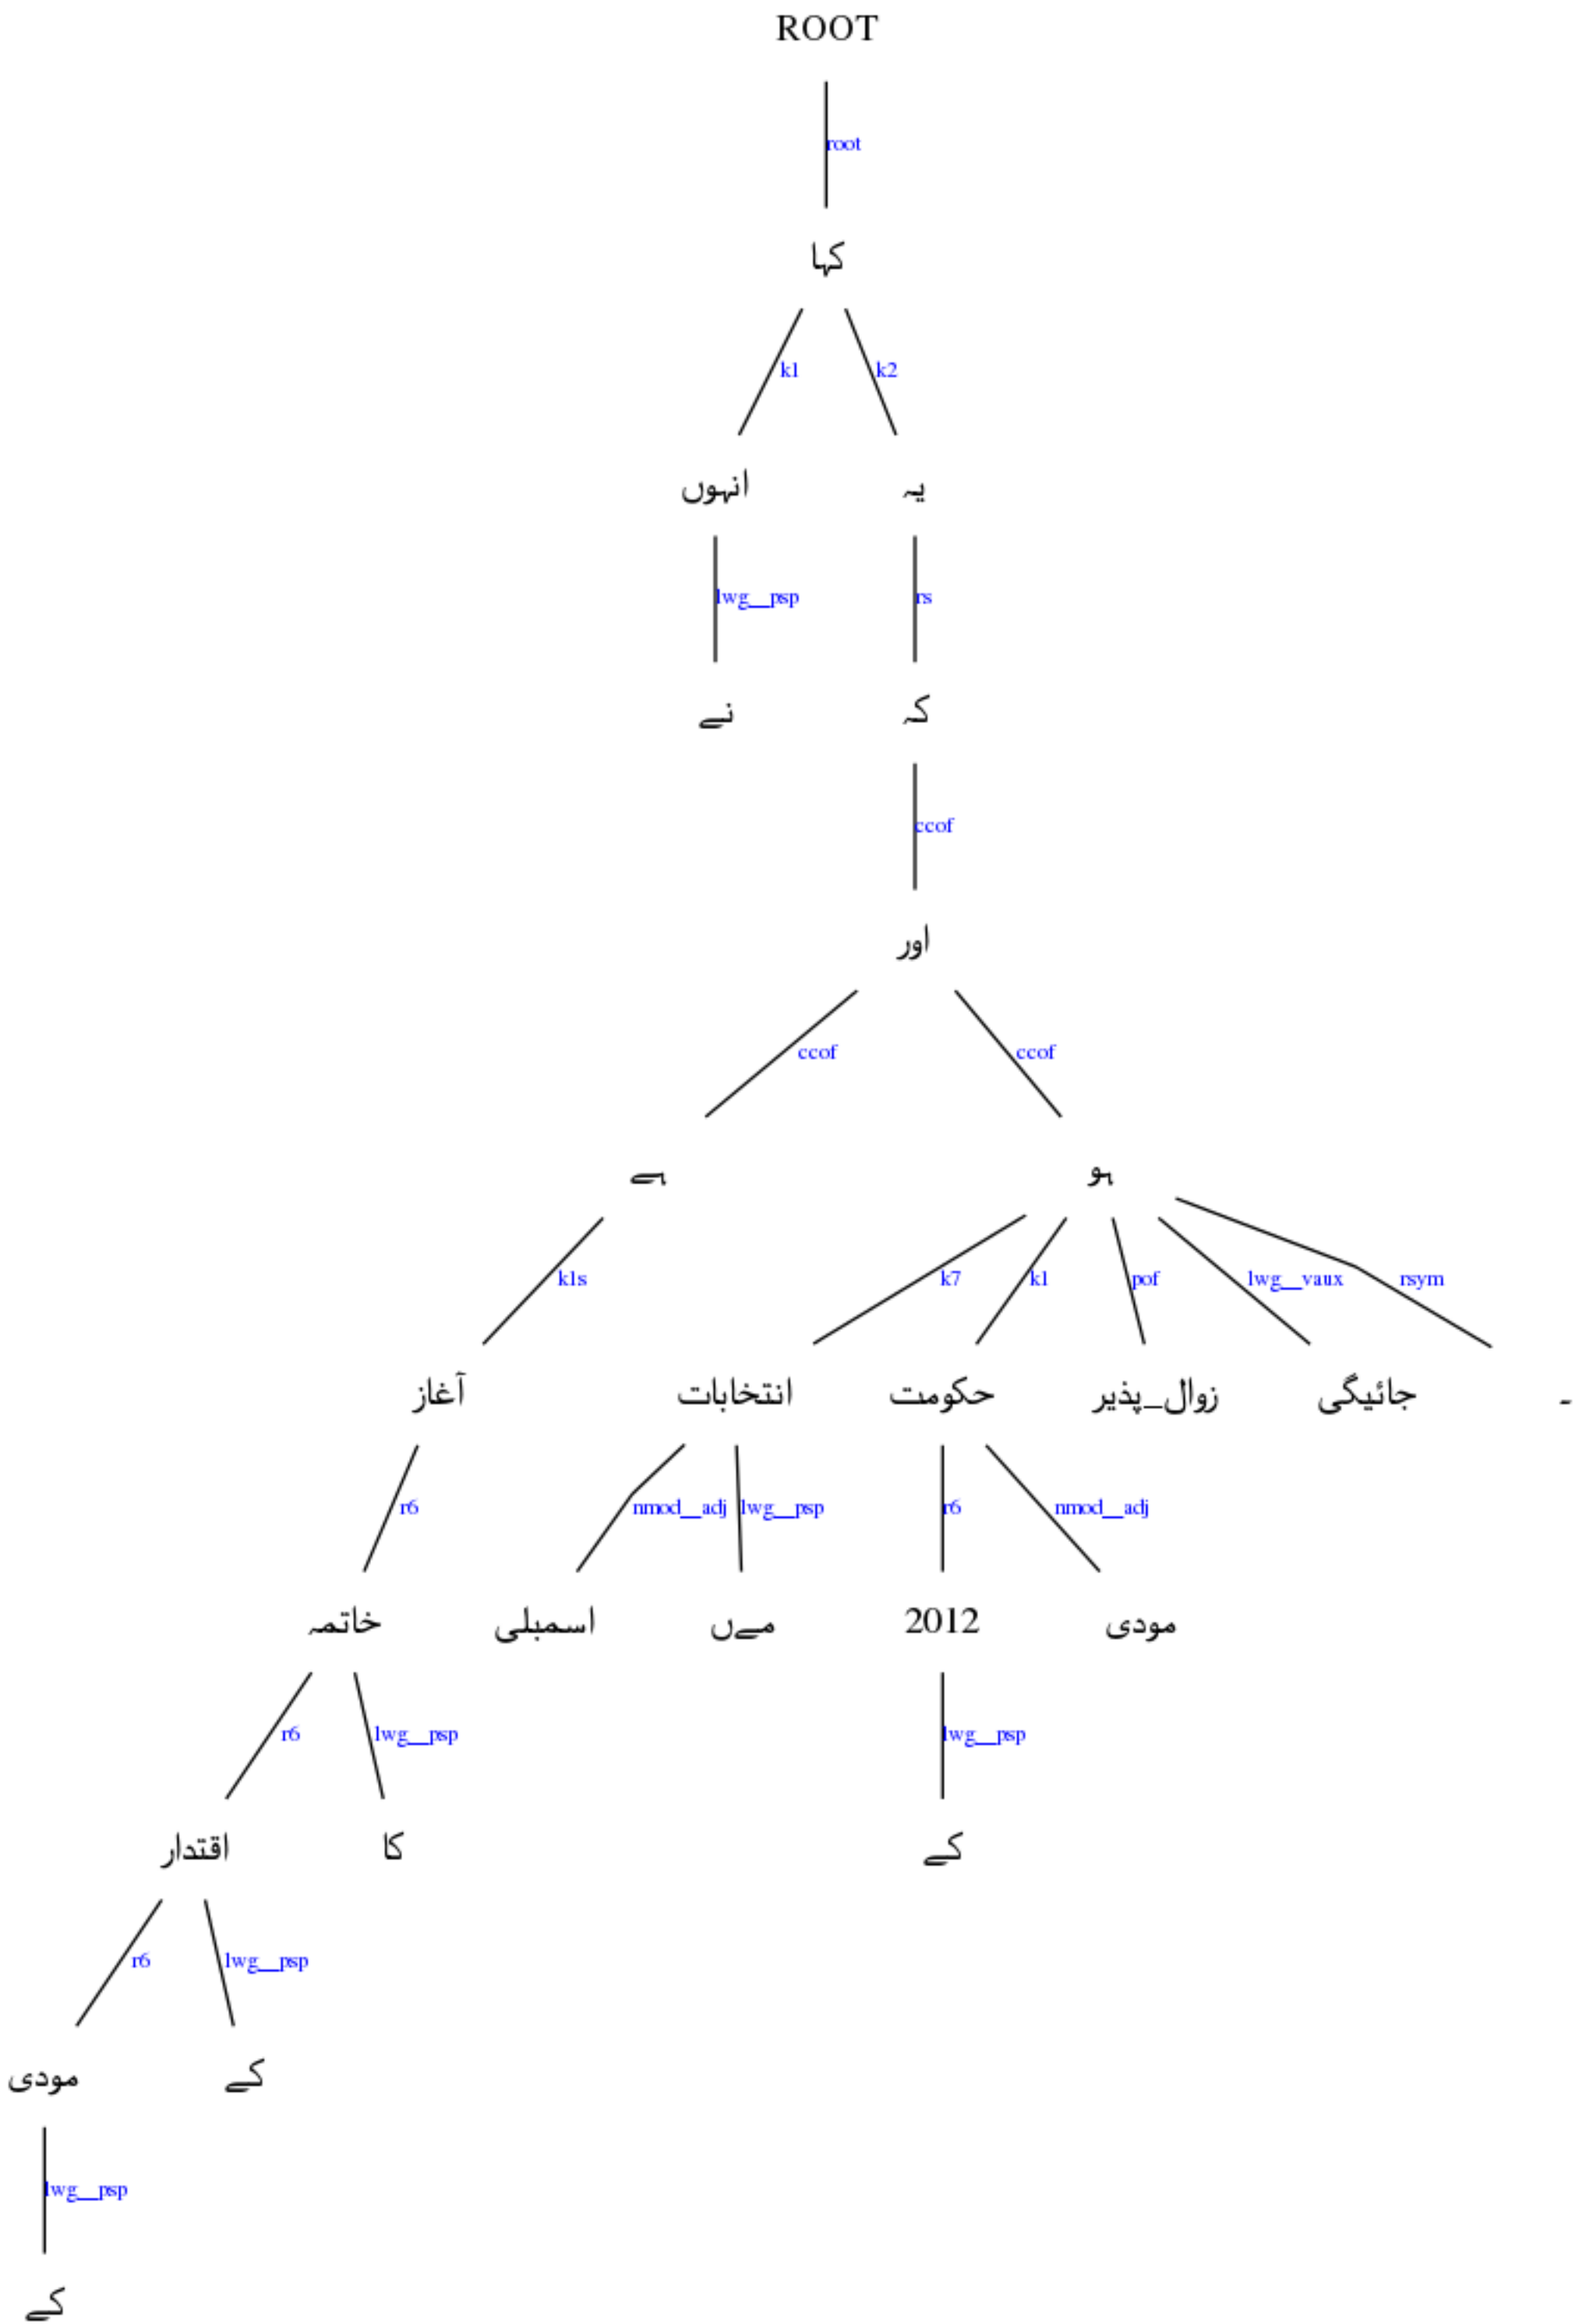 ROOT
root
کہا
k1 k2
انہوں یہ
lwg__psp rs
نے کہ
ccof
اور
ccof ccof
ہے ہو
k1s k7 k1 pof lwg__vaux rsym
آغاز انتخابات حکومت زوال_پذیر جائیگی ۔
r6 nmod__adj lwg__psp r6 nmod__adj
خاتمہ اسمبلی مےں 2012 مودی
r6 lwg__psp lwg__psp
اقتدار کا کے
r6 lwg__psp
مودی کے
lwg__psp
کے